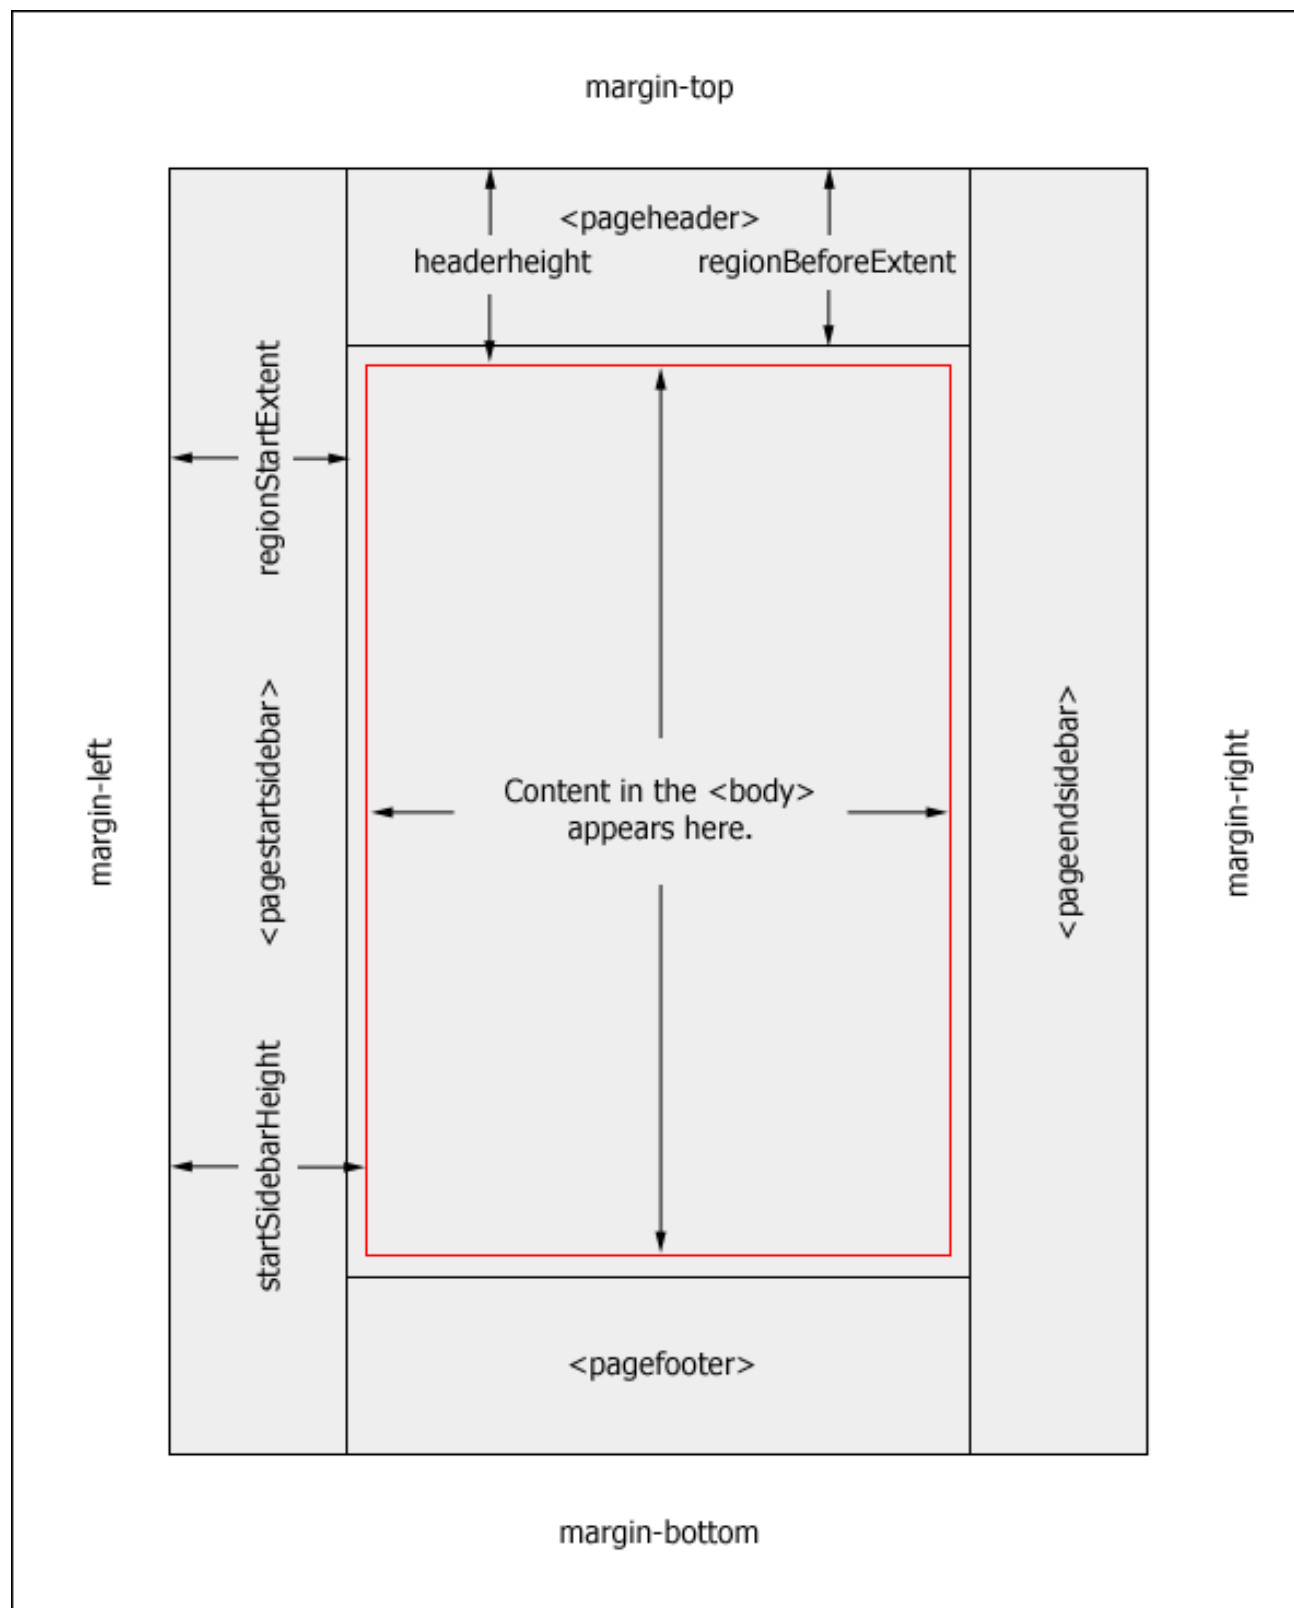 margin-top
<pageheader>
headerheight
regionBeforeExtent
regionStartExtent
<pagestartsidebar>
startSidebarHeight
margin-left
Content in the <body>
appears here.
<pageendsidebar>
margin-right
<pagefooter>
margin-bottom